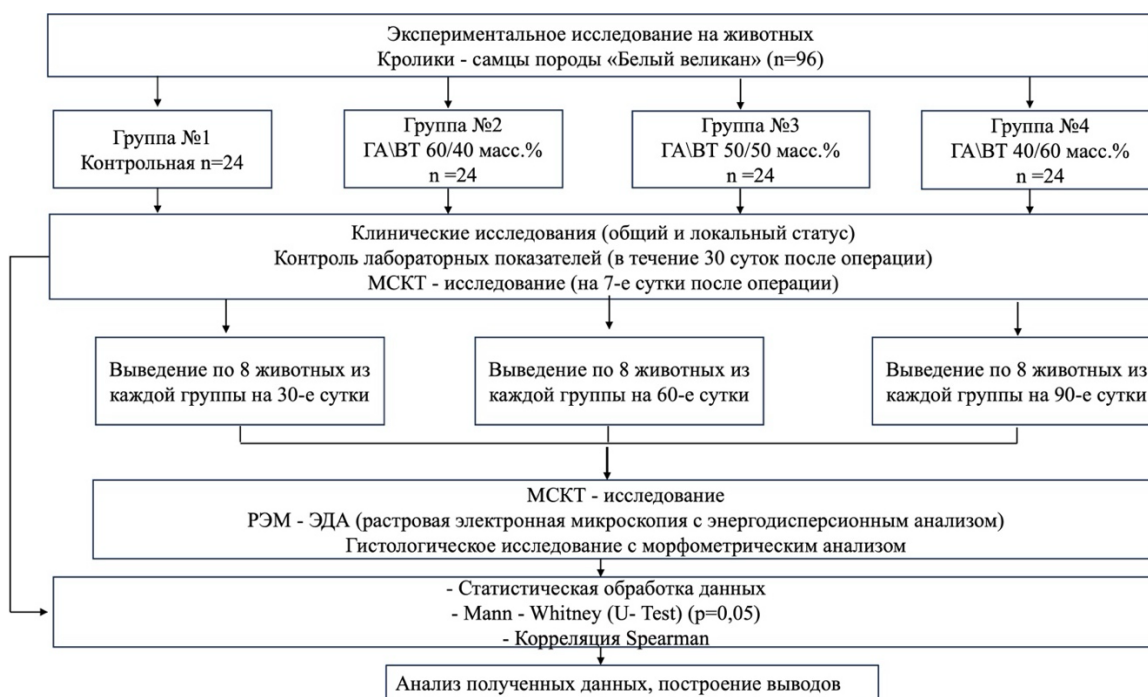 Экспериментальное исследование на животных
Кролики - самцы породы «Белый великан» (n=96)
Группа №1
Контрольная n=24
Группа №2
ГА\ВТ 60/40 масс.%
n =24
Группа №3
ГА\ВТ 50/50 масс.%
n =24
Группа №4
ГА\ВТ 40/60 масс.%
n =24
Клинические исследования (общий и локальный статус)
Контроль лабораторных показателей (в течение 30 суток после операции)
МСКТ - исследование (на 7-е сутки после операции)
Выведение по 8 животных из
каждой группы на 30-е сутки
Выведение по 8 животных из
каждой группы на 60-е сутки
Выведение по 8 животных из
каждой группы на 90-е сутки
МСКТ - исследование
РЭМ - ЭДА (растровая электронная микроскопия с энергодисперсионным анализом)
Гистологическое исследование с морфометрическим анализом
- Статистическая обработка данных
- Mann - Whitney (U- Test) (p=0,05)
- Корреляция Spearman
Анализ полученных данных, построение выводов